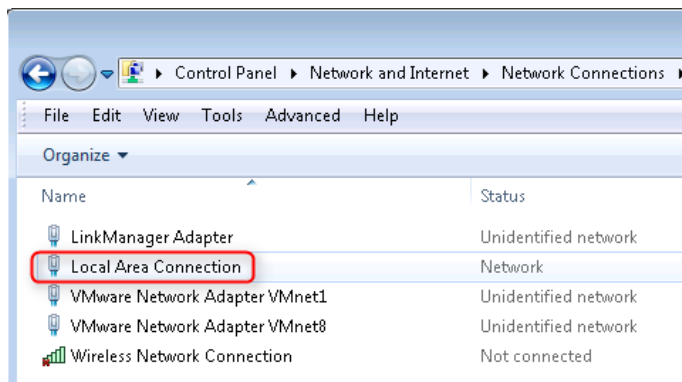 Control Panel ▸ Network and Internet ▸ Network Connections ▸
File Edit View Tools Advanced Help
Organize
Name Status
LinkManager Adapter Unidentified network
Local Area Connection Network
VMware Network Adapter VMnet1 Unidentified network
VMware Network Adapter VMnet8 Unidentified network
Wireless Network Connection Not connected